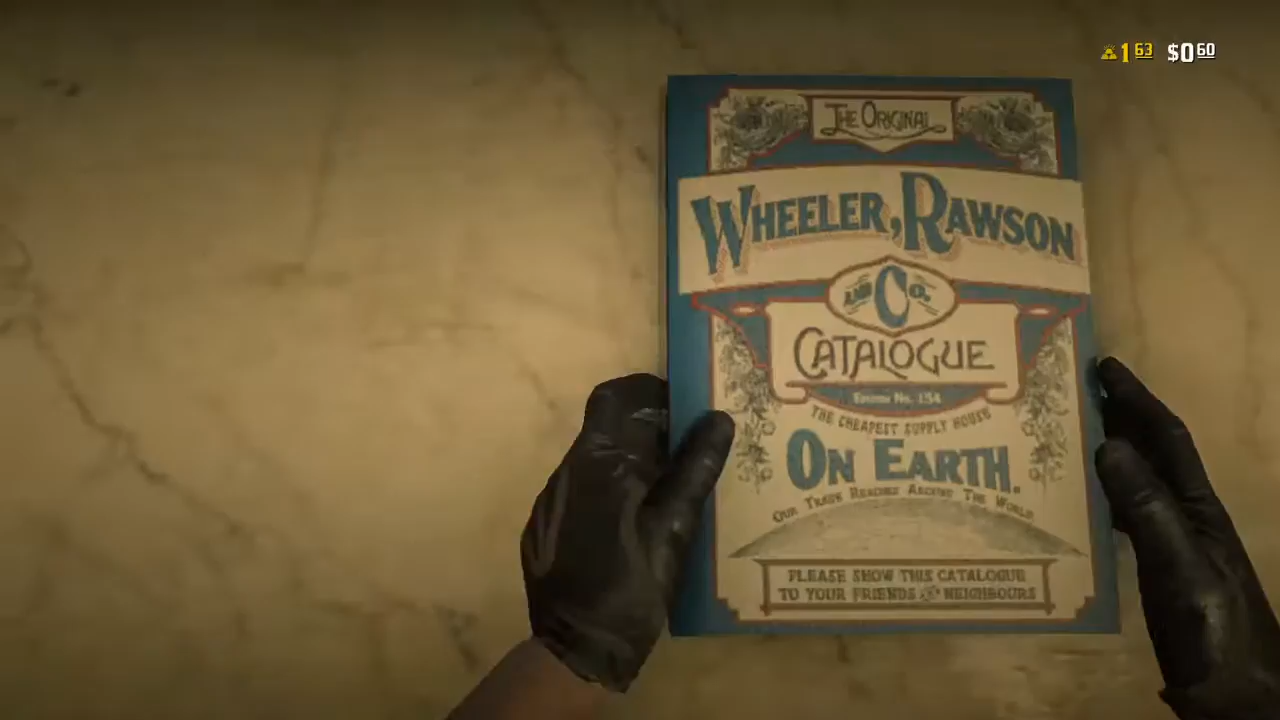 1 63 $0 60
THE ORIGINAL
WHEELER, RAWSON
AND Co.
CATALOGUE
EDITION No. 154
THE CHEAPEST SUPPLY HOUSE
ON EARTH.
OUR TRADE REACHES AROUND THE WORLD
PLEASE SHOW THIS CATALOGUE
TO YOUR FRIENDS AND NEIGHBOURS